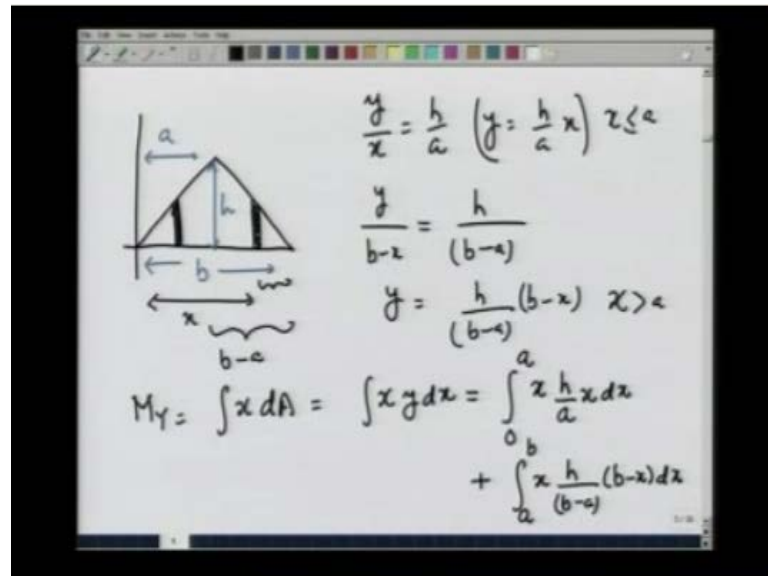 a
h
b
x
b-a
y/x = h/a (y = h/a x) x ≤ a
y/(b-x) = h/(b-a)
y = h/(b-a) (b-x) x > a
M_Y = ∫ x dA = ∫ x y dx = ∫_0^a x h/a x dx
+ ∫_a^b x h/(b-a) (b-x) dx